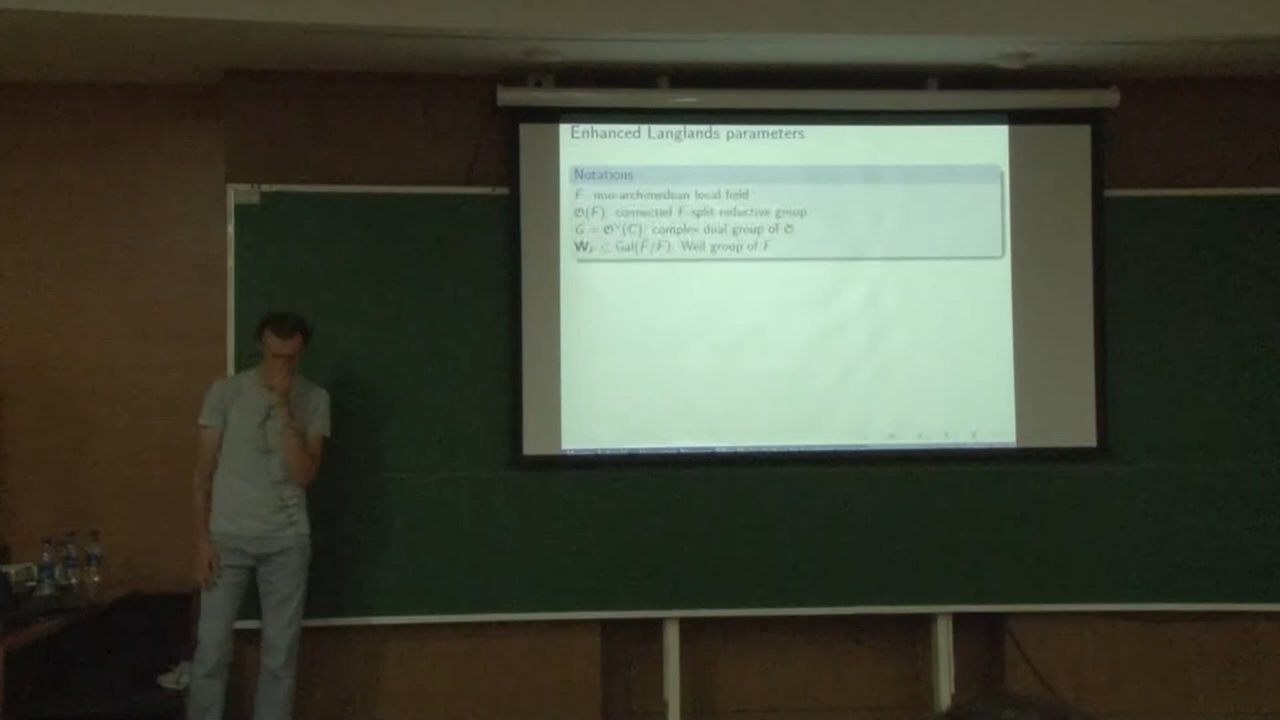 Enhanced Langlands parameters
Notations
F: non-archimedean local field
𝔊(F): connected F-split reductive group
G = 𝔊^∨(ℂ): complex dual group of 𝔊
W_F ⊂ Gal(F̄/F): Weil group of F